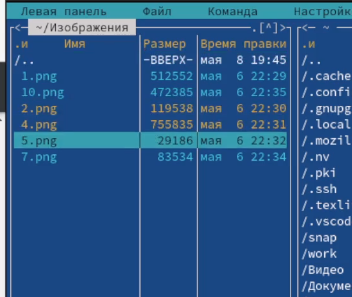 Левая панель Файл Команда Настройк
<- ~/Изображения .[^]> <- ~
.и Имя Размер Время правки .и
/.. -ВВЕРХ- мая 8 19:45 /..
1.png 512552 мая 6 22:29 /.cache
10.png 472385 мая 6 22:35 /.confi
2.png 119538 мая 6 22:30 /.gnupg
4.png 755835 мая 6 22:31 /.local
5.png 29186 мая 6 22:32 /.mozil
7.png 83534 мая 6 22:34 /.nv
/.pki
/.ssh
/.texli
/.vscod
/snap
/work
/Видео
/Докуме